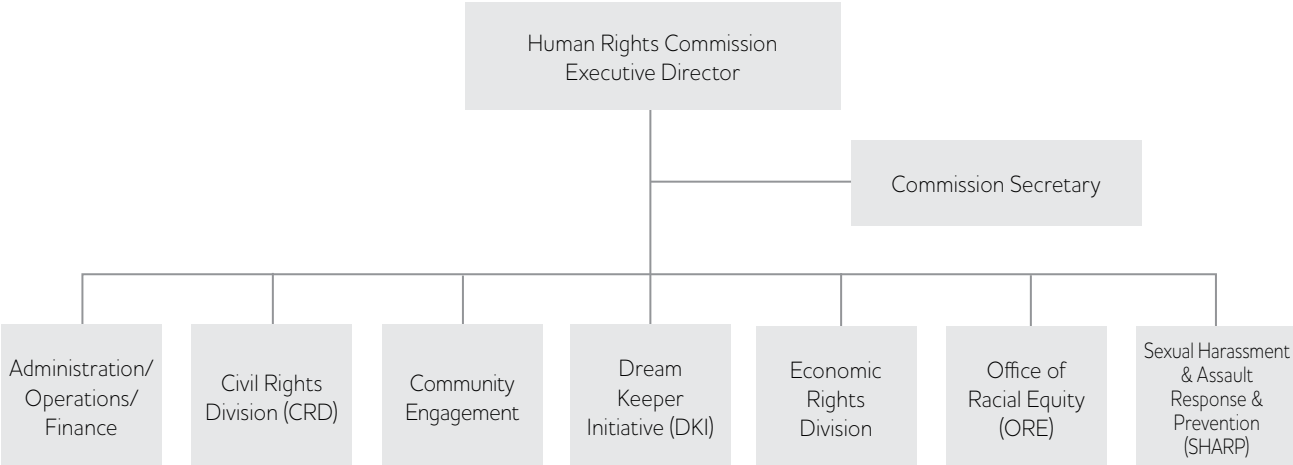 Human Rights Commission
Executive Director
Commission Secretary
Administration/
Operations/
Finance
Civil Rights
Division (CRD)
Community
Engagement
Dream
Keeper
Initiative (DKI)
Economic
Rights
Division
Office of
Racial Equity
(ORE)
Sexual Harassment
& Assault
Response &
Prevention
(SHARP)